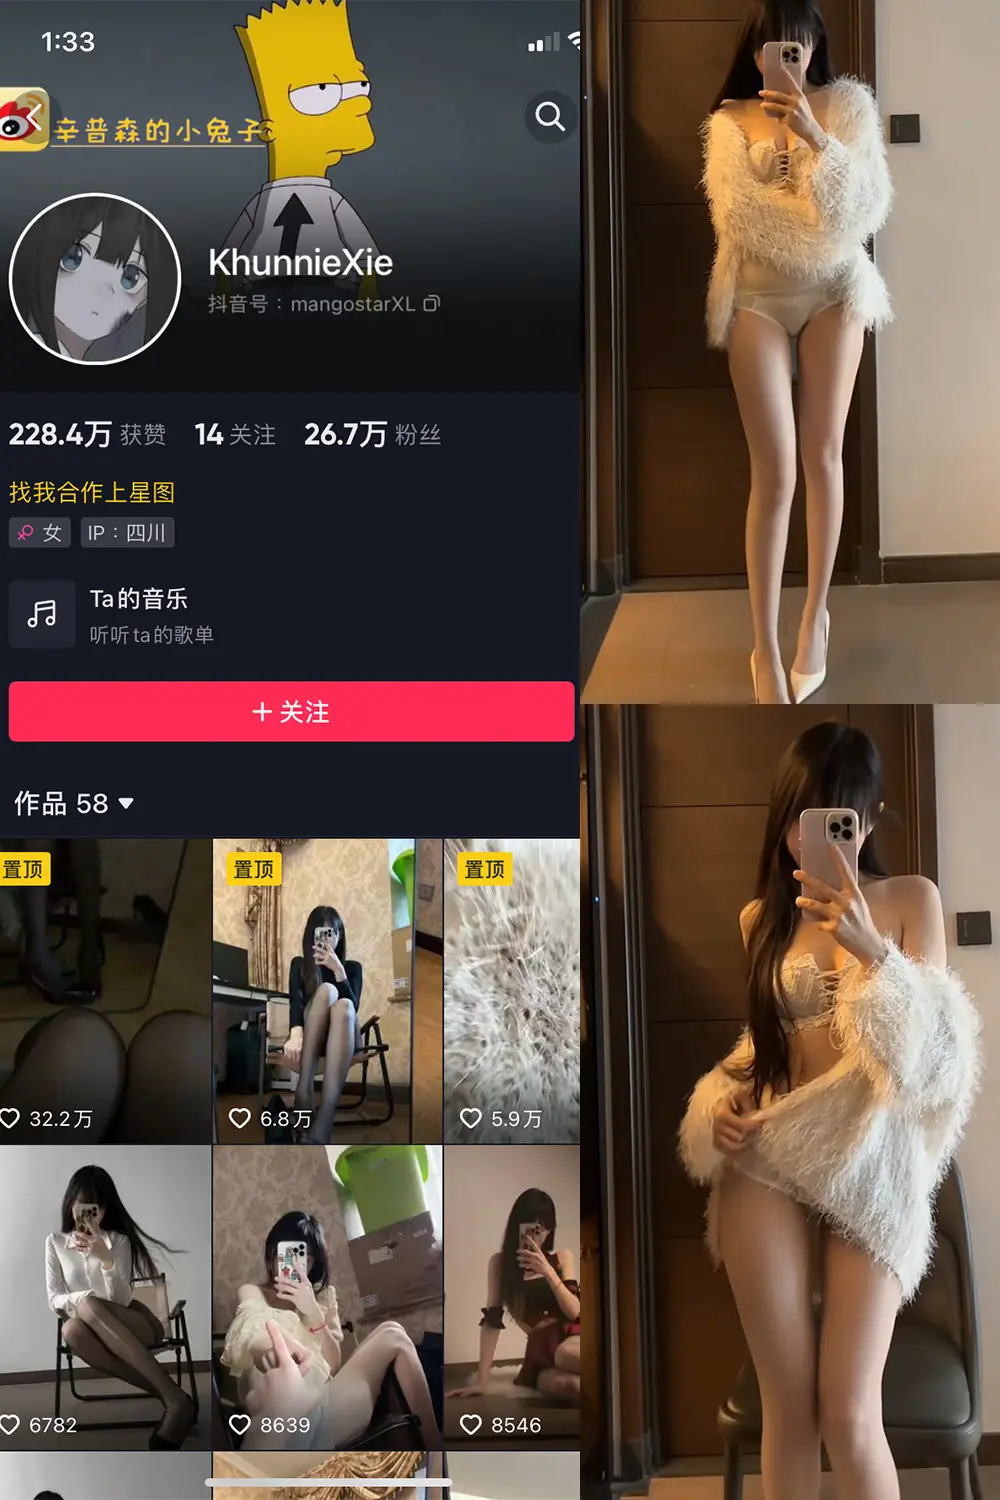 1:33
辛普森的小兔子
KhunnieXie
抖音号：mangostarXL
228.4万 获赞 14 关注 26.7万 粉丝
找我合作上星图
女 IP：四川
Ta的音乐
听听ta的歌单
+ 关注
作品 58
置顶 置顶 置顶
32.2万 6.8万 5.9万
6782 8639 8546